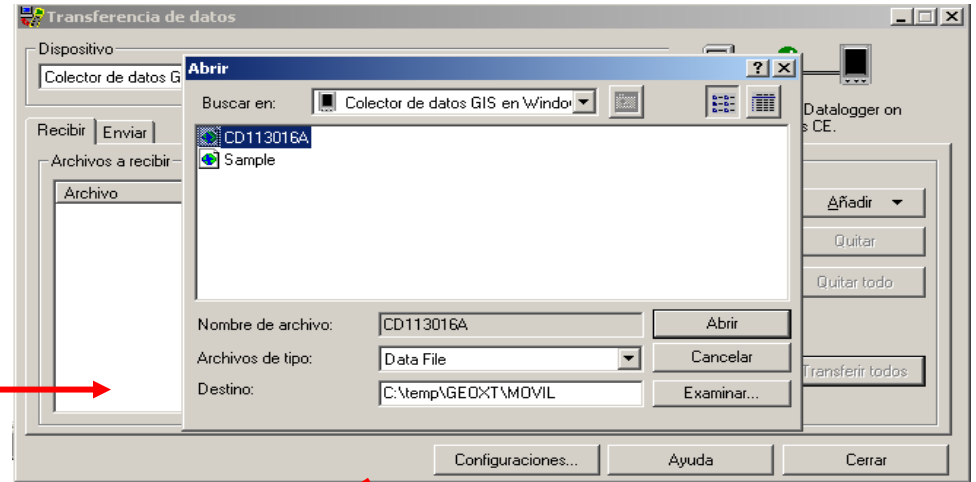 Transferencia de datos
Dispositivo
Colector de datos G
Datalogger on
s CE.
Recibir
Enviar
Archivos a recibir
Archivo
Añadir
Quitar
Quitar todo
Transferir todos
Configuraciones...
Ayuda
Cerrar
Abrir
Buscar en:
Colector de datos GIS en Windo
CD113016A
Sample
Nombre de archivo:
CD113016A
Abrir
Archivos de tipo:
Data File
Cancelar
Destino:
C:\temp\GEOXT\MOVIL
Examinar...